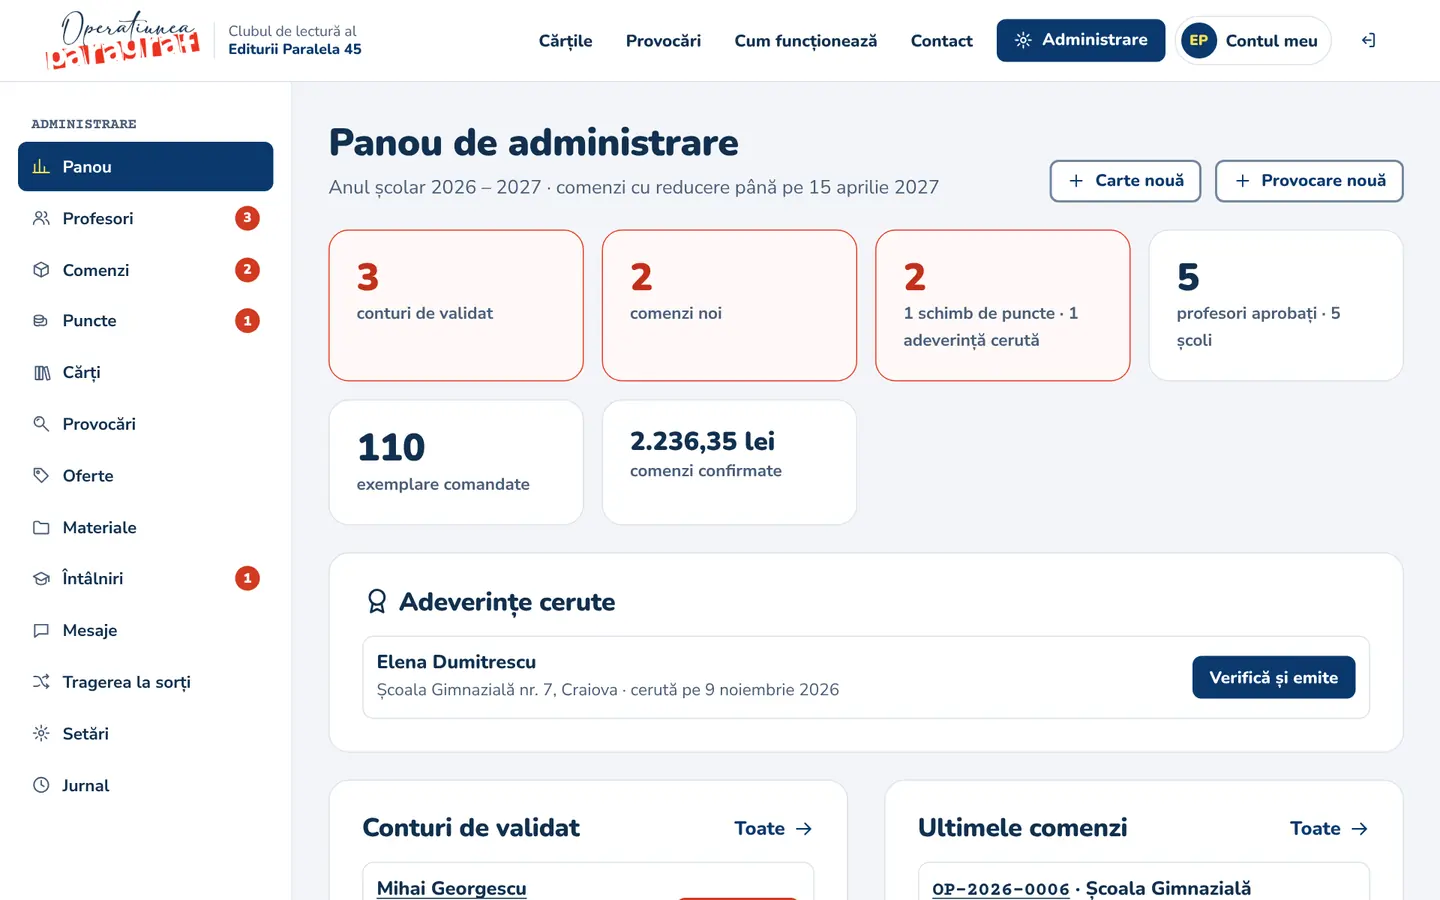 Operațiunea
paragraf
Clubul de lectură al
Editurii Paralela 45
Cărțile
Provocări
Cum funcționează
Contact
Administrare
EP
Contul meu
ADMINISTRARE
Panou
Profesori
3
Comenzi
2
Puncte
1
Cărți
Provocări
Oferte
Materiale
Întâlniri
1
Mesaje
Tragerea la sorți
Setări
Jurnal
Panou de administrare
Anul școlar 2026 – 2027 · comenzi cu reducere până pe 15 aprilie 2027
Carte nouă
Provocare nouă
3
conturi de validat
2
comenzi noi
2
1 schimb de puncte · 1
adeverință cerută
5
profesori aprobați · 5
școli
110
exemplare comandate
2.236,35 lei
comenzi confirmate
Adeverințe cerute
Elena Dumitrescu
Școala Gimnazială nr. 7, Craiova · cerută pe 9 noiembrie 2026
Verifică și emite
Conturi de validat
Toate
Mihai Georgescu
Ultimele comenzi
Toate
OP-2026-0006 · Școala Gimnazială